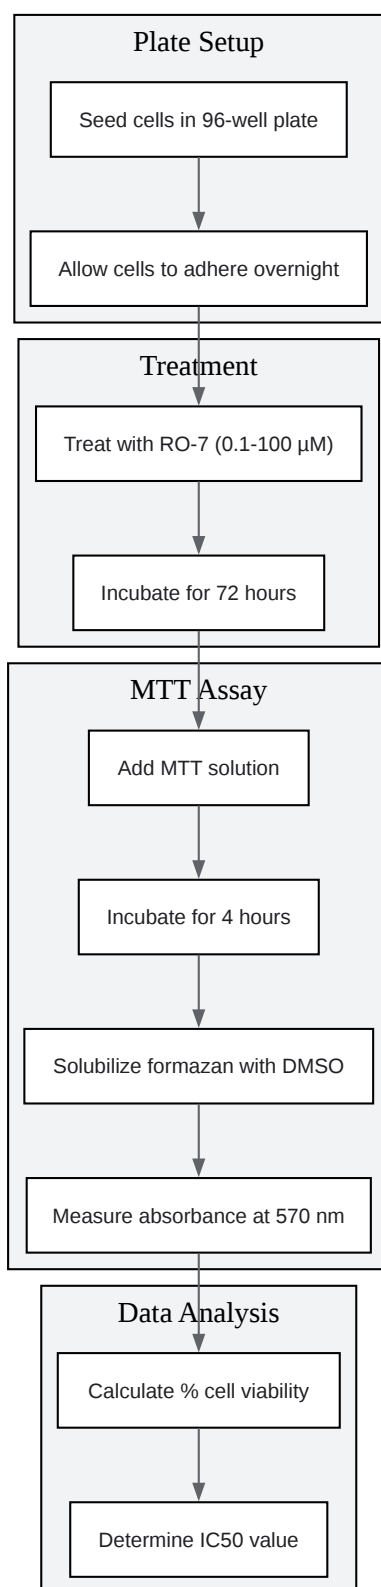 Plate Setup
Seed cells in 96-well plate
Allow cells to adhere overnight
Treatment
Treat with RO-7 (0.1-100 µM)
Incubate for 72 hours
MTT Assay
Add MTT solution
Incubate for 4 hours
Solubilize formazan with DMSO
Measure absorbance at 570 nm
Data Analysis
Calculate % cell viability
Determine IC50 value